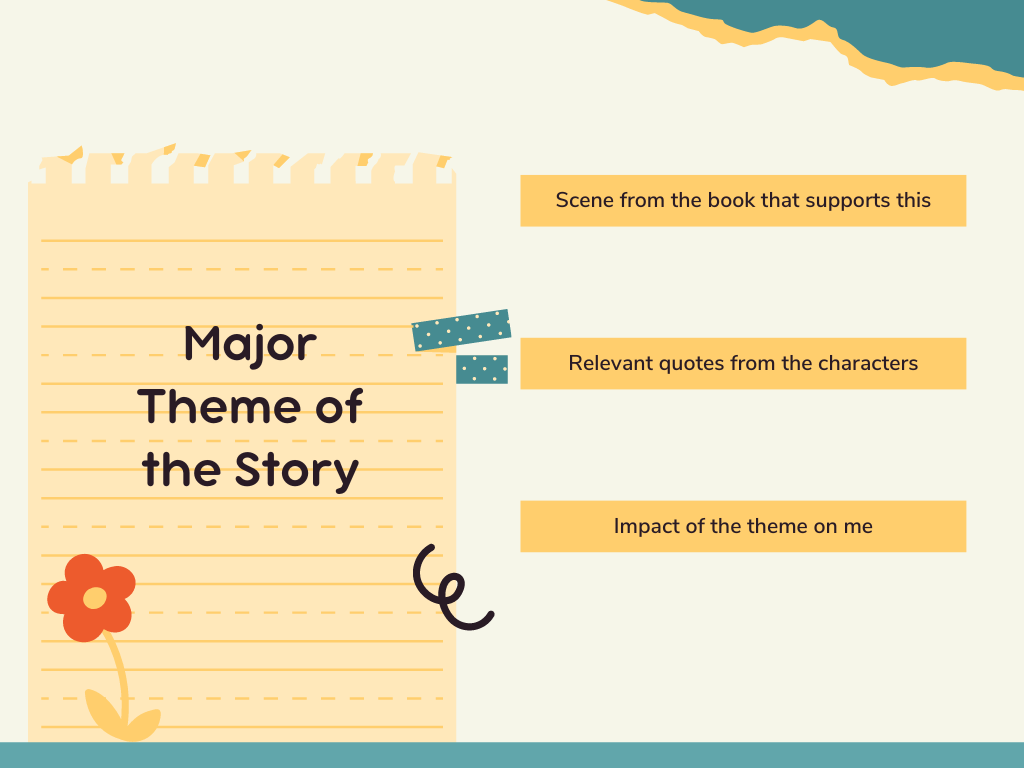 Major
Theme of
the Story
Scene from the book that supports this
Relevant quotes from the characters
Impact of the theme on me